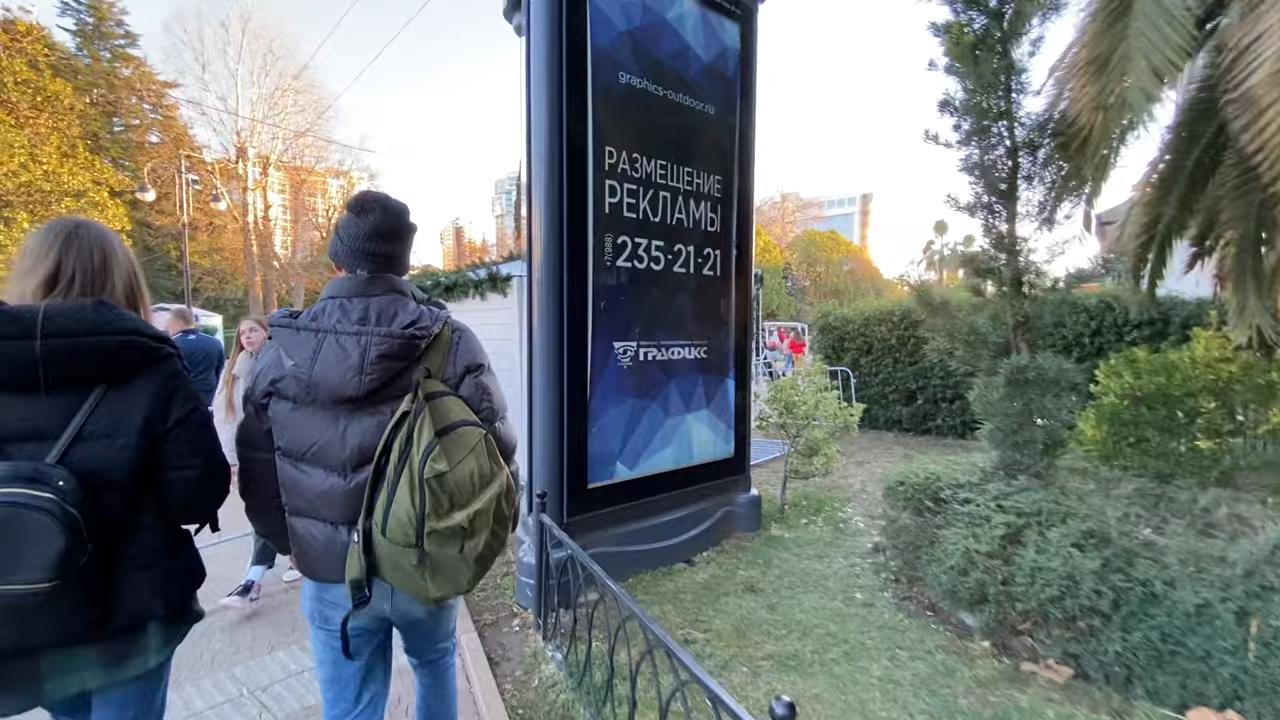 graphics-outdoor.ru
РАЗМЕЩЕНИЕ
РЕКЛАМЫ
+7(988) 235-21-21
ГРАФИКС